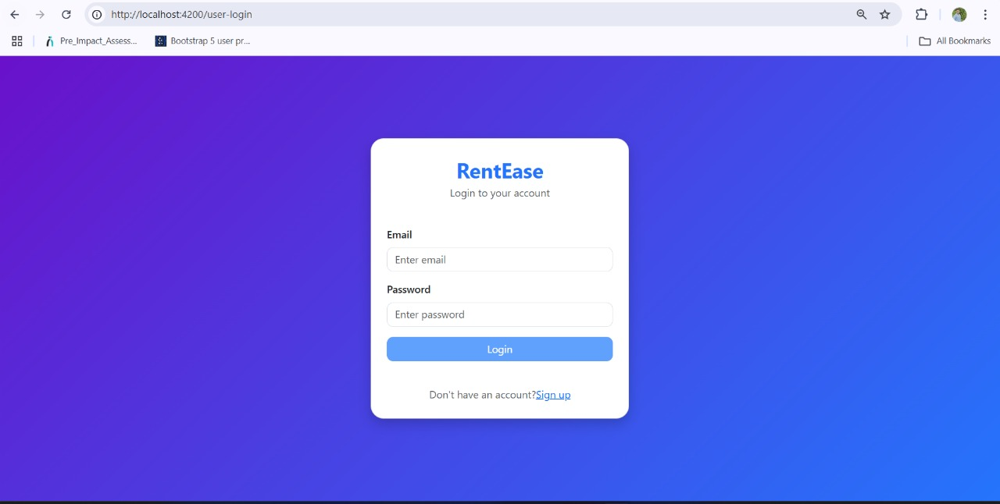 http://localhost:4200/user-login
Pre_Impact_Assess...
Bootstrap 5 user pr...
All Bookmarks
RentEase
Login to your account
Email
Enter email
Password
Enter password
Login
Don't have an account?Sign up